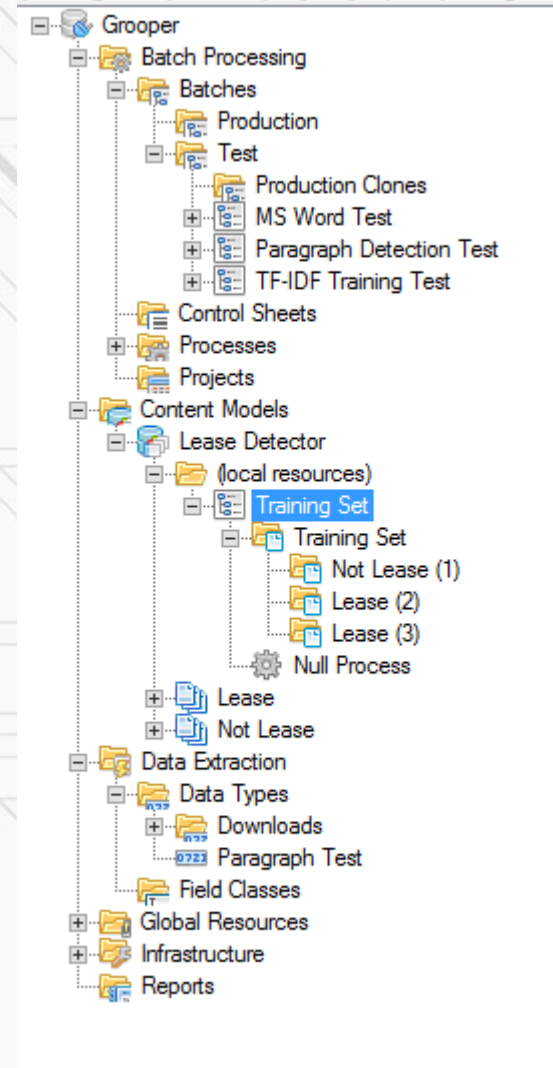 Grooper
Batch Processing
Batches
Production
Test
Production Clones
MS Word Test
Paragraph Detection Test
TF-IDF Training Test
Control Sheets
Processes
Projects
Content Models
Lease Detector
(local resources)
Training Set
Training Set
Not Lease (1)
Lease (2)
Lease (3)
Null Process
Lease
Not Lease
Data Extraction
Data Types
Downloads
Paragraph Test
Field Classes
Global Resources
Infrastructure
Reports